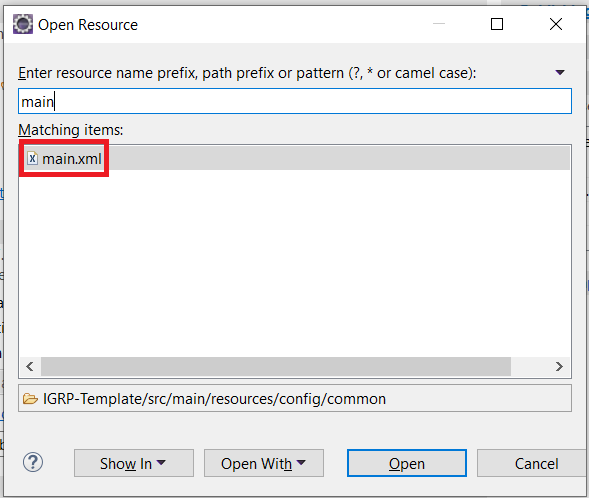 Open Resource
Enter resource name prefix, path prefix or pattern (?, * or camel case):
main
Matching items:
main.xml
IGRP-Template/src/main/resources/config/common
Show In
Open With
Open
Cancel